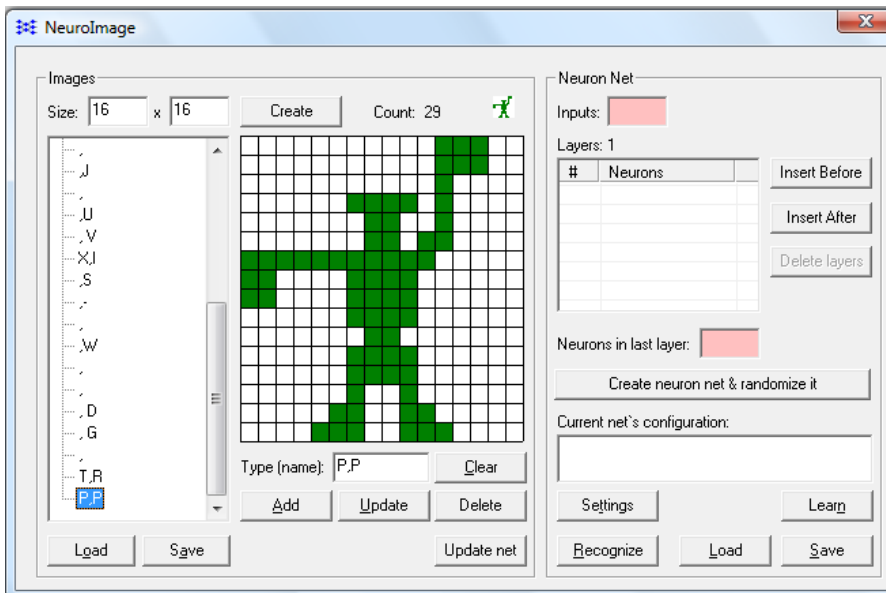 NeuroImage
Images
Size: 16 x 16 Create Count: 29
,
,J
,
,U
,V
X,I
,S
,-
,-
,W
,
,
,D
,G
,
T,R
P,P
Type (name): P,P Clear
Add Update Delete
Load Save Update net
Neuron Net
Inputs:
Layers: 1
# Neurons
Insert Before
Insert After
Delete layers
Neurons in last layer:
Create neuron net & randomize it
Current net`s configuration:
Settings Learn
Recognize Load Save